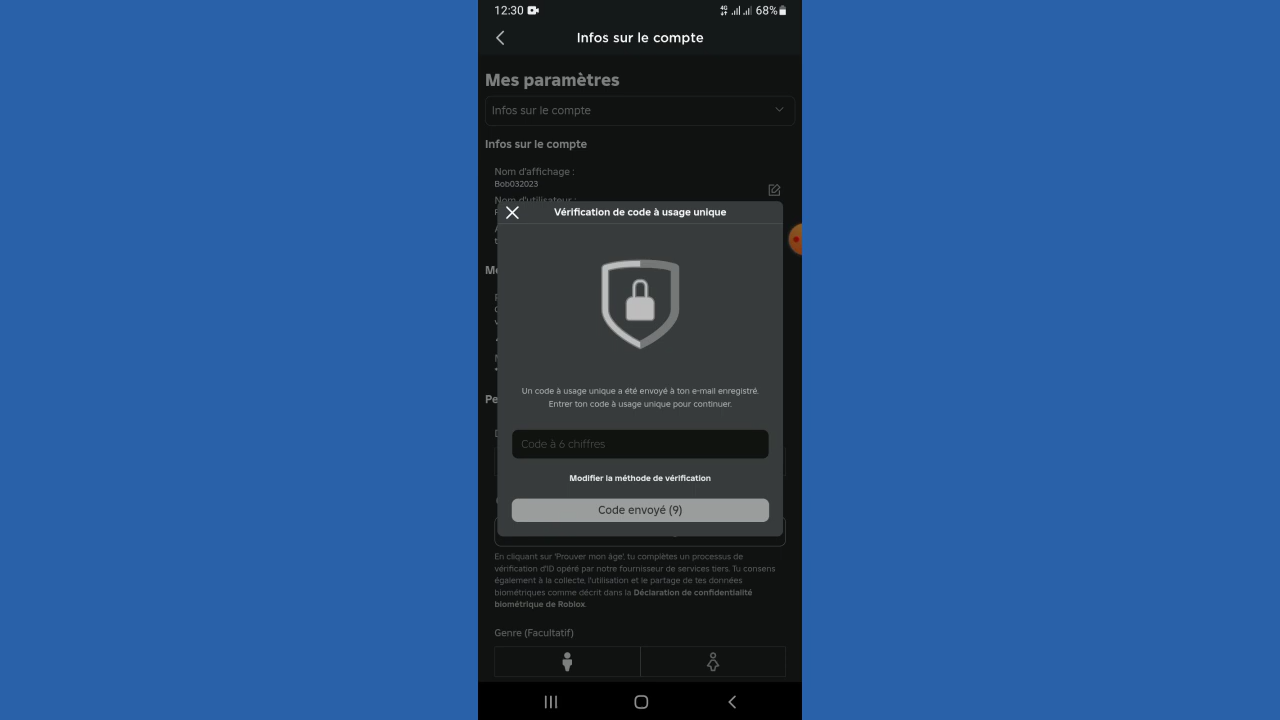 12:30 4G 68%
Infos sur le compte
Mes paramètres
Infos sur le compte
Infos sur le compte
Nom d'affichage :
Bob032023
Nom d'utilisateur :
Vérification de code à usage unique
Un code à usage unique a été envoyé à ton e-mail enregistré.
Entrer ton code à usage unique pour continuer.
Code à 6 chiffres
Modifier la méthode de vérification
Code envoyé (9)
En cliquant sur 'Prouver mon âge', tu complètes un processus de
vérification d'ID opéré par notre fournisseur de services tiers. Tu consens
également à la collecte, l'utilisation et le partage de tes données
biométriques comme décrit dans la Déclaration de confidentialité
biométrique de Roblox.
Genre (Facultatif)